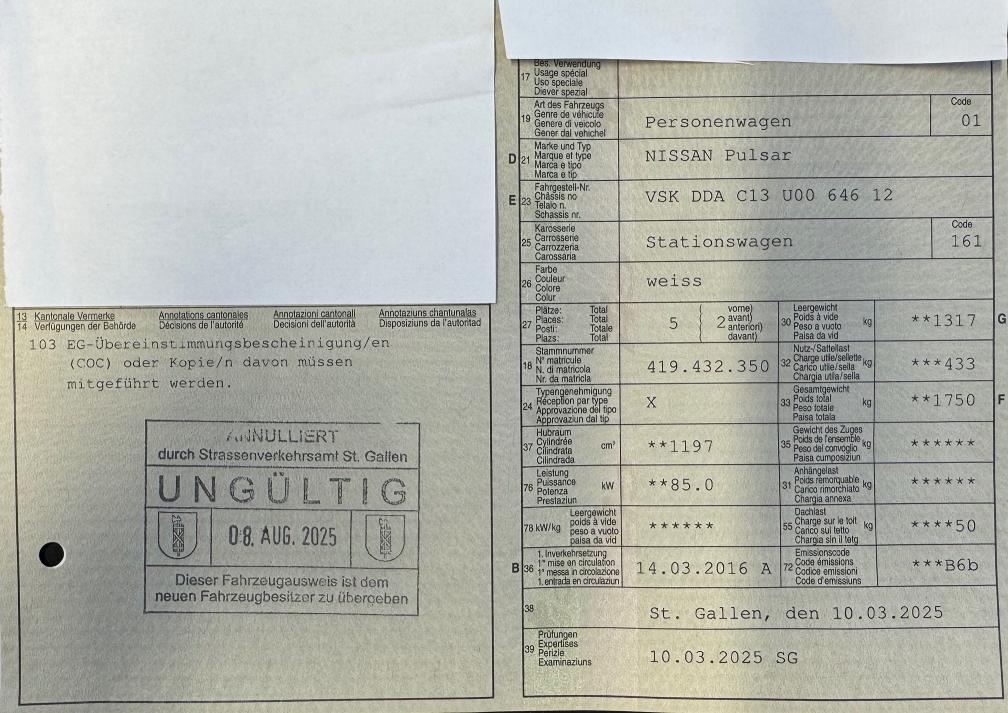 13 Kantonale Vermerke Annotations cantonales Annotazioni cantonali Annotaziuns chantunalas
14 Verfügungen der Behörde Décisions de l'autorité Decisioni dell'autorità Disposiziuns da l'autoritad
103 EG-Übereinstimmungsbescheinigung/en
(COC) oder Kopie/n davon müssen
mitgeführt werden.
ANNULLIERT
durch Strassenverkehrsamt St. Gallen
UNGÜLTIG
08. AUG. 2025
Dieser Fahrzeugausweis ist dem
neuen Fahrzeugbesitzer zu übergeben
17
Bes. Verwendung
Usage spécial
Uso speciale
Diever spezial
19
Art des Fahrzeugs
Genre de véhicule
Genere di veicolo
Gener dal vehichel
Personenwagen
Code
01
D 21
Marke und Typ
Marque et type
Marca e tipo
Marca e tip
NISSAN Pulsar
E 23
Fahrgestell-Nr.
Châssis no
Telaio n.
Schassis nr.
VSK DDA C13 U00 646 12
25
Karosserie
Carrosserie
Carrozzeria
Carossaria
Stationswagen
Code
161
26
Farbe
Couleur
Colore
Colur
weiss
27
Plätze: Total
Places: Total
Posti: Totale
Plazs: Total
5 ( 2
vorne)
avant)
anteriori)
davant)
30
Leergewicht
Poids à vide
Peso a vuoto
Paisa da vid
kg
**1317
G
18
Stammnummer
N° matricule
N. di matricola
Nr. da matricla
419.432.350
32
Nutz-/Sattellast
Charge utile/sellette
Carico utile/sella
Chargia utila/sella
kg
***433
24
Typengenehmigung
Réception par type
Approvazione del tipo
Approvaziun dal tip
X
33
Gesamtgewicht
Poids total
Peso totale
Paisa totala
kg
**1750
F
37
Hubraum
Cylindrée
Cilindrata
Cilindrada
cm³
**1197
35
Gewicht des Zuges
Poids de l'ensemble
Peso del convoglio
Paisa cumposiziun
kg
******
76
Leistung
Puissance
Potenza
Prestaziun
kW
**85.0
31
Anhängelast
Poids remorquable
Carico rimorchiato
Chargia annexa
kg
******
78 kW/kg
Leergewicht
poids à vide
peso a vuoto
paisa da vid
******
55
Dachlast
Charge sur le toit
Carico sul tetto
Chargia sin il tetg
kg
****50
B 36
1. Inverkehrsetzung
1re mise en circulation
1a messa in circolazione
1. entrada en circulaziun
14.03.2016 A
72
Emissionscode
Code émissions
Codice emissioni
Code d'emissiuns
***B6b
38
St. Gallen, den 10.03.2025
39
Prüfungen
Expertises
Perizie
Examinaziuns
10.03.2025 SG